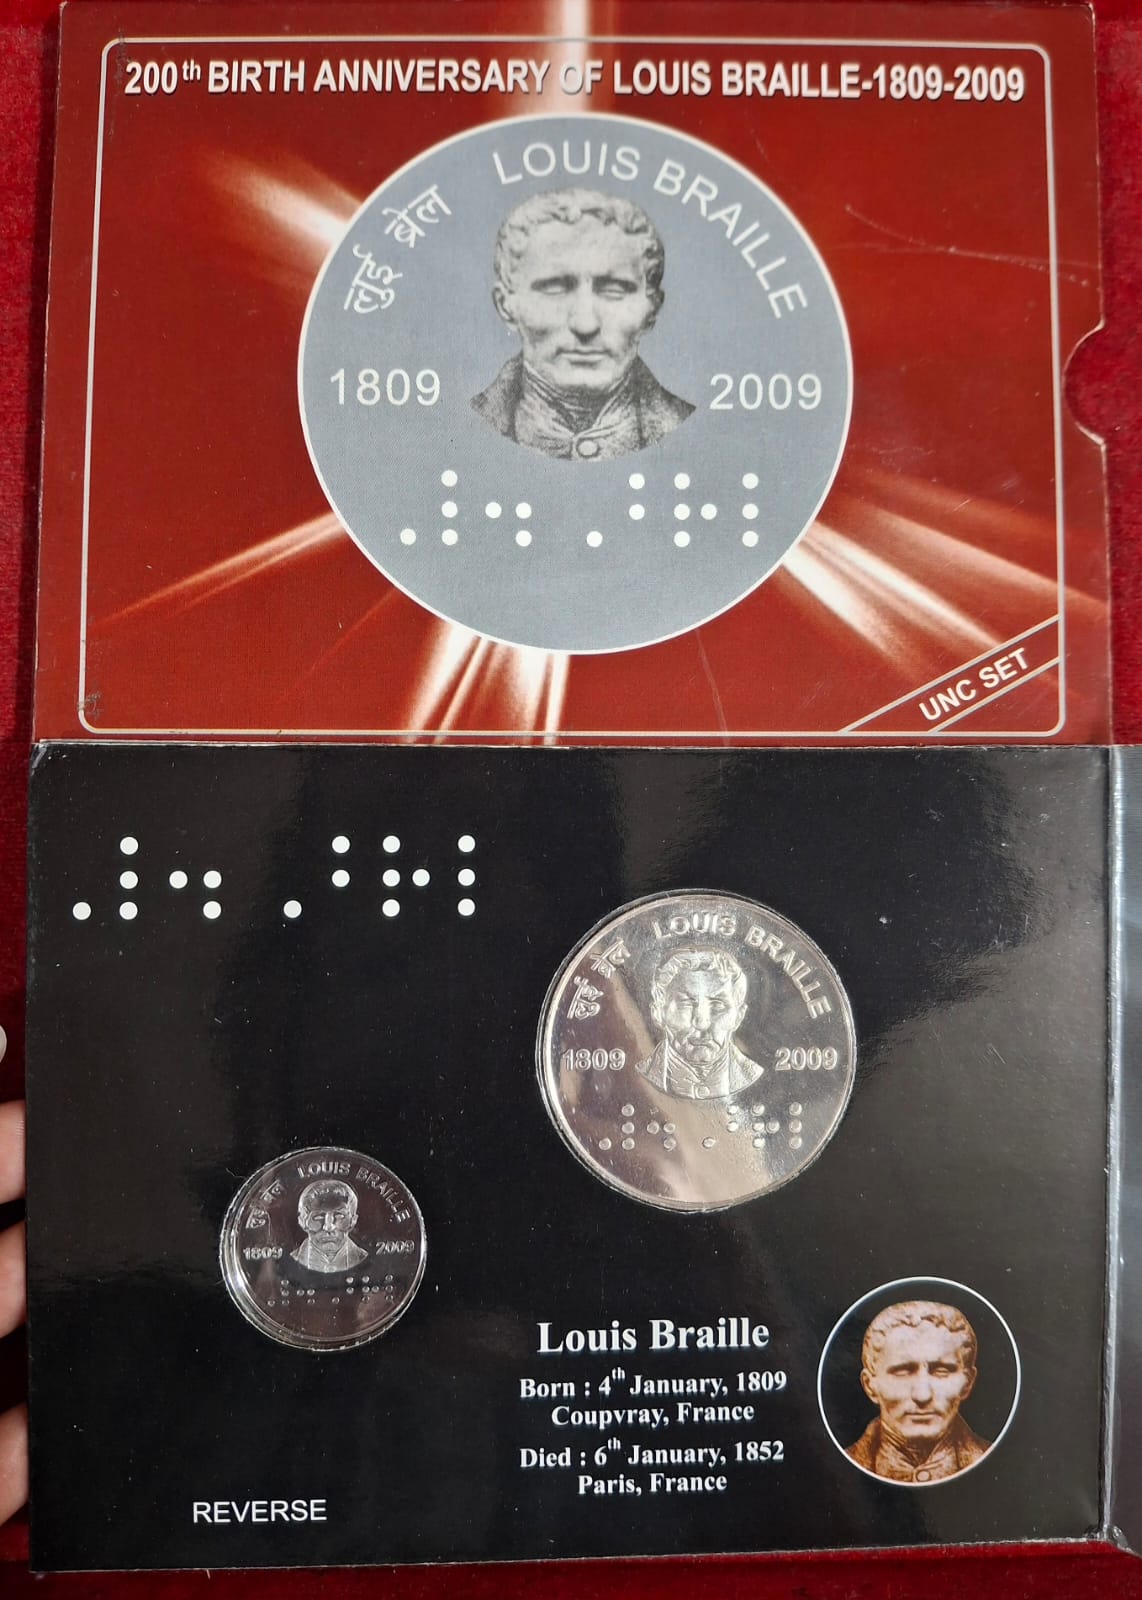 200th BIRTH ANNIVERSARY OF LOUIS BRAILLE-1809-2009
लुई ब्रेल LOUIS BRAILLE
1809 2009
⠠⠇⠲ ⠠⠃⠗⠇
UNC SET
⠠⠇⠲ ⠠⠃⠗⠇
लुई ब्रेल LOUIS BRAILLE
1809 2009
⠠⠇⠲ ⠠⠃⠗⠇
लुई ब्रेल LOUIS BRAILLE
1809 2009
⠠⠇⠲ ⠠⠃⠗⠇
Louis Braille
Born : 4th January, 1809
Coupvray, France
Died : 6th January, 1852
Paris, France
REVERSE